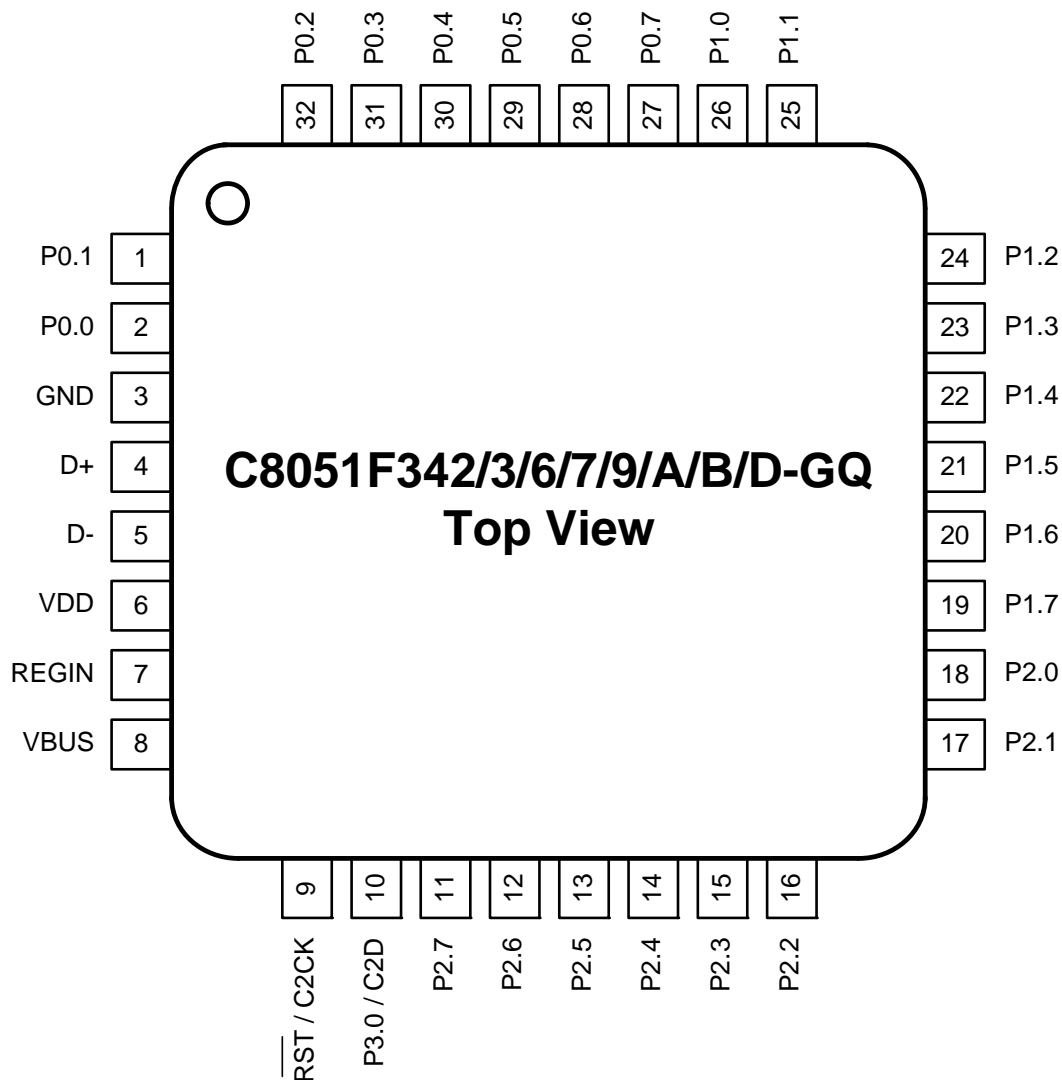 P0.2
P0.3
P0.4
P0.5
P0.6
P0.7
P1.0
P1.1
32
31
30
29
28
27
26
25
P0.1 1
P0.0 2
GND 3
D+ 4
D- 5
VDD 6
REGIN 7
VBUS 8
C8051F342/3/6/7/9/A/B/D-GQ
Top View
24 P1.2
23 P1.3
22 P1.4
21 P1.5
20 P1.6
19 P1.7
18 P2.0
17 P2.1
9
10
11
12
13
14
15
16
RST / C2CK
P3.0 / C2D
P2.7
P2.6
P2.5
P2.4
P2.3
P2.2